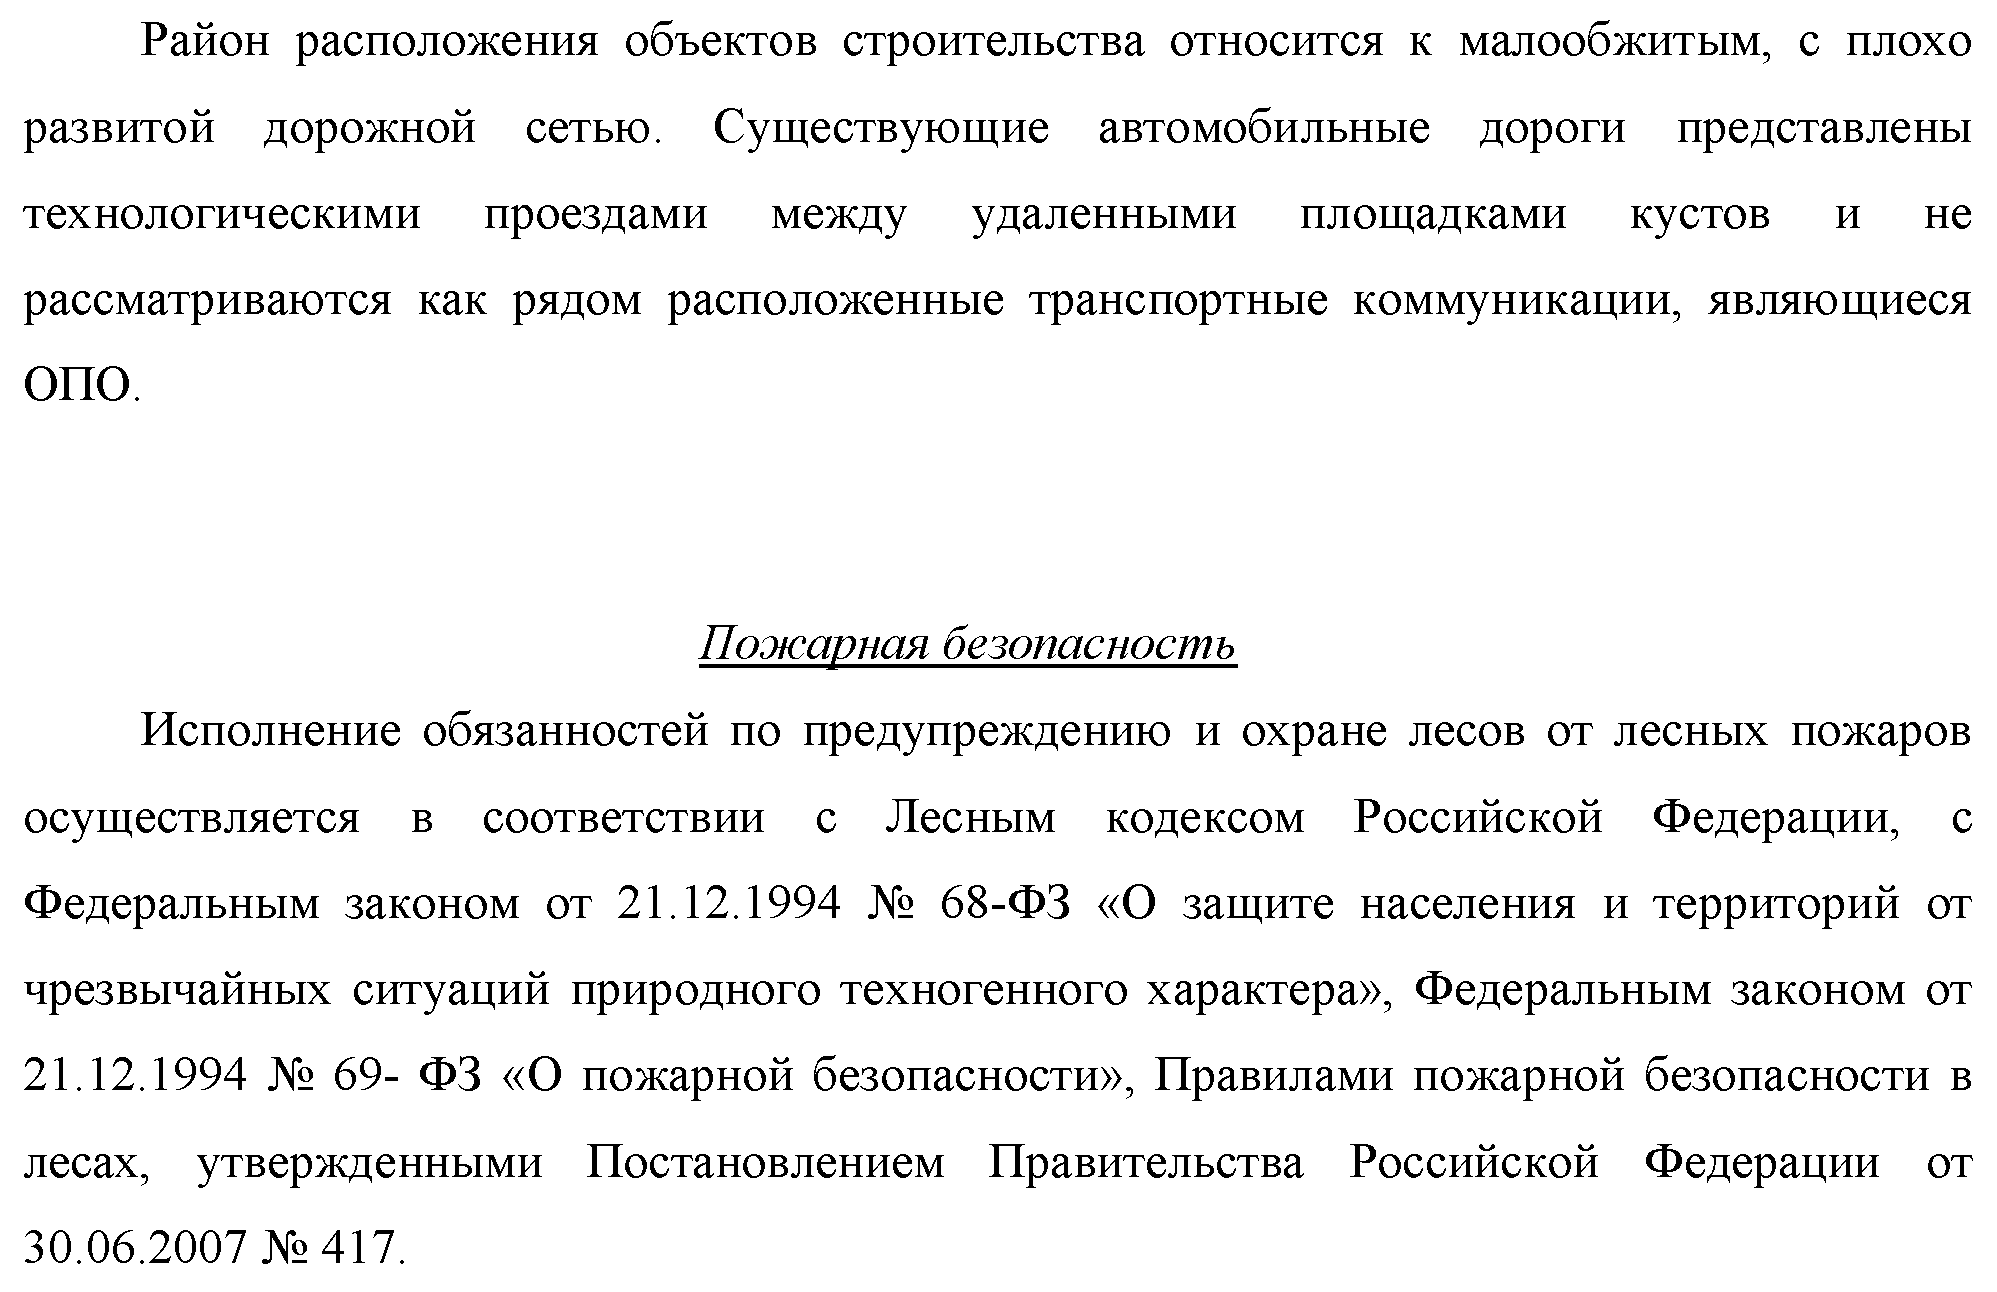 Район расположения объектов строительства относится к малообжитым, с плохо
развитой дорожной сетью. Существующие автомобильные дороги представлены
технологическими проездами между удаленными площадками кустов и не
рассматриваются как рядом расположенные транспортные коммуникации, являющиеся
ОПО.
Пожарная безопасность
Исполнение обязанностей по предупреждению и охране лесов от лесных пожаров
осуществляется в соответствии с Лесным кодексом Российской Федерации, с
Федеральным законом от 21.12.1994 № 68-ФЗ «О защите населения и территорий от
чрезвычайных ситуаций природного техногенного характера», Федеральным законом от
21.12.1994 № 69- ФЗ «О пожарной безопасности», Правилами пожарной безопасности в
лесах, утвержденными Постановлением Правительства Российской Федерации от
30.06.2007 № 417.